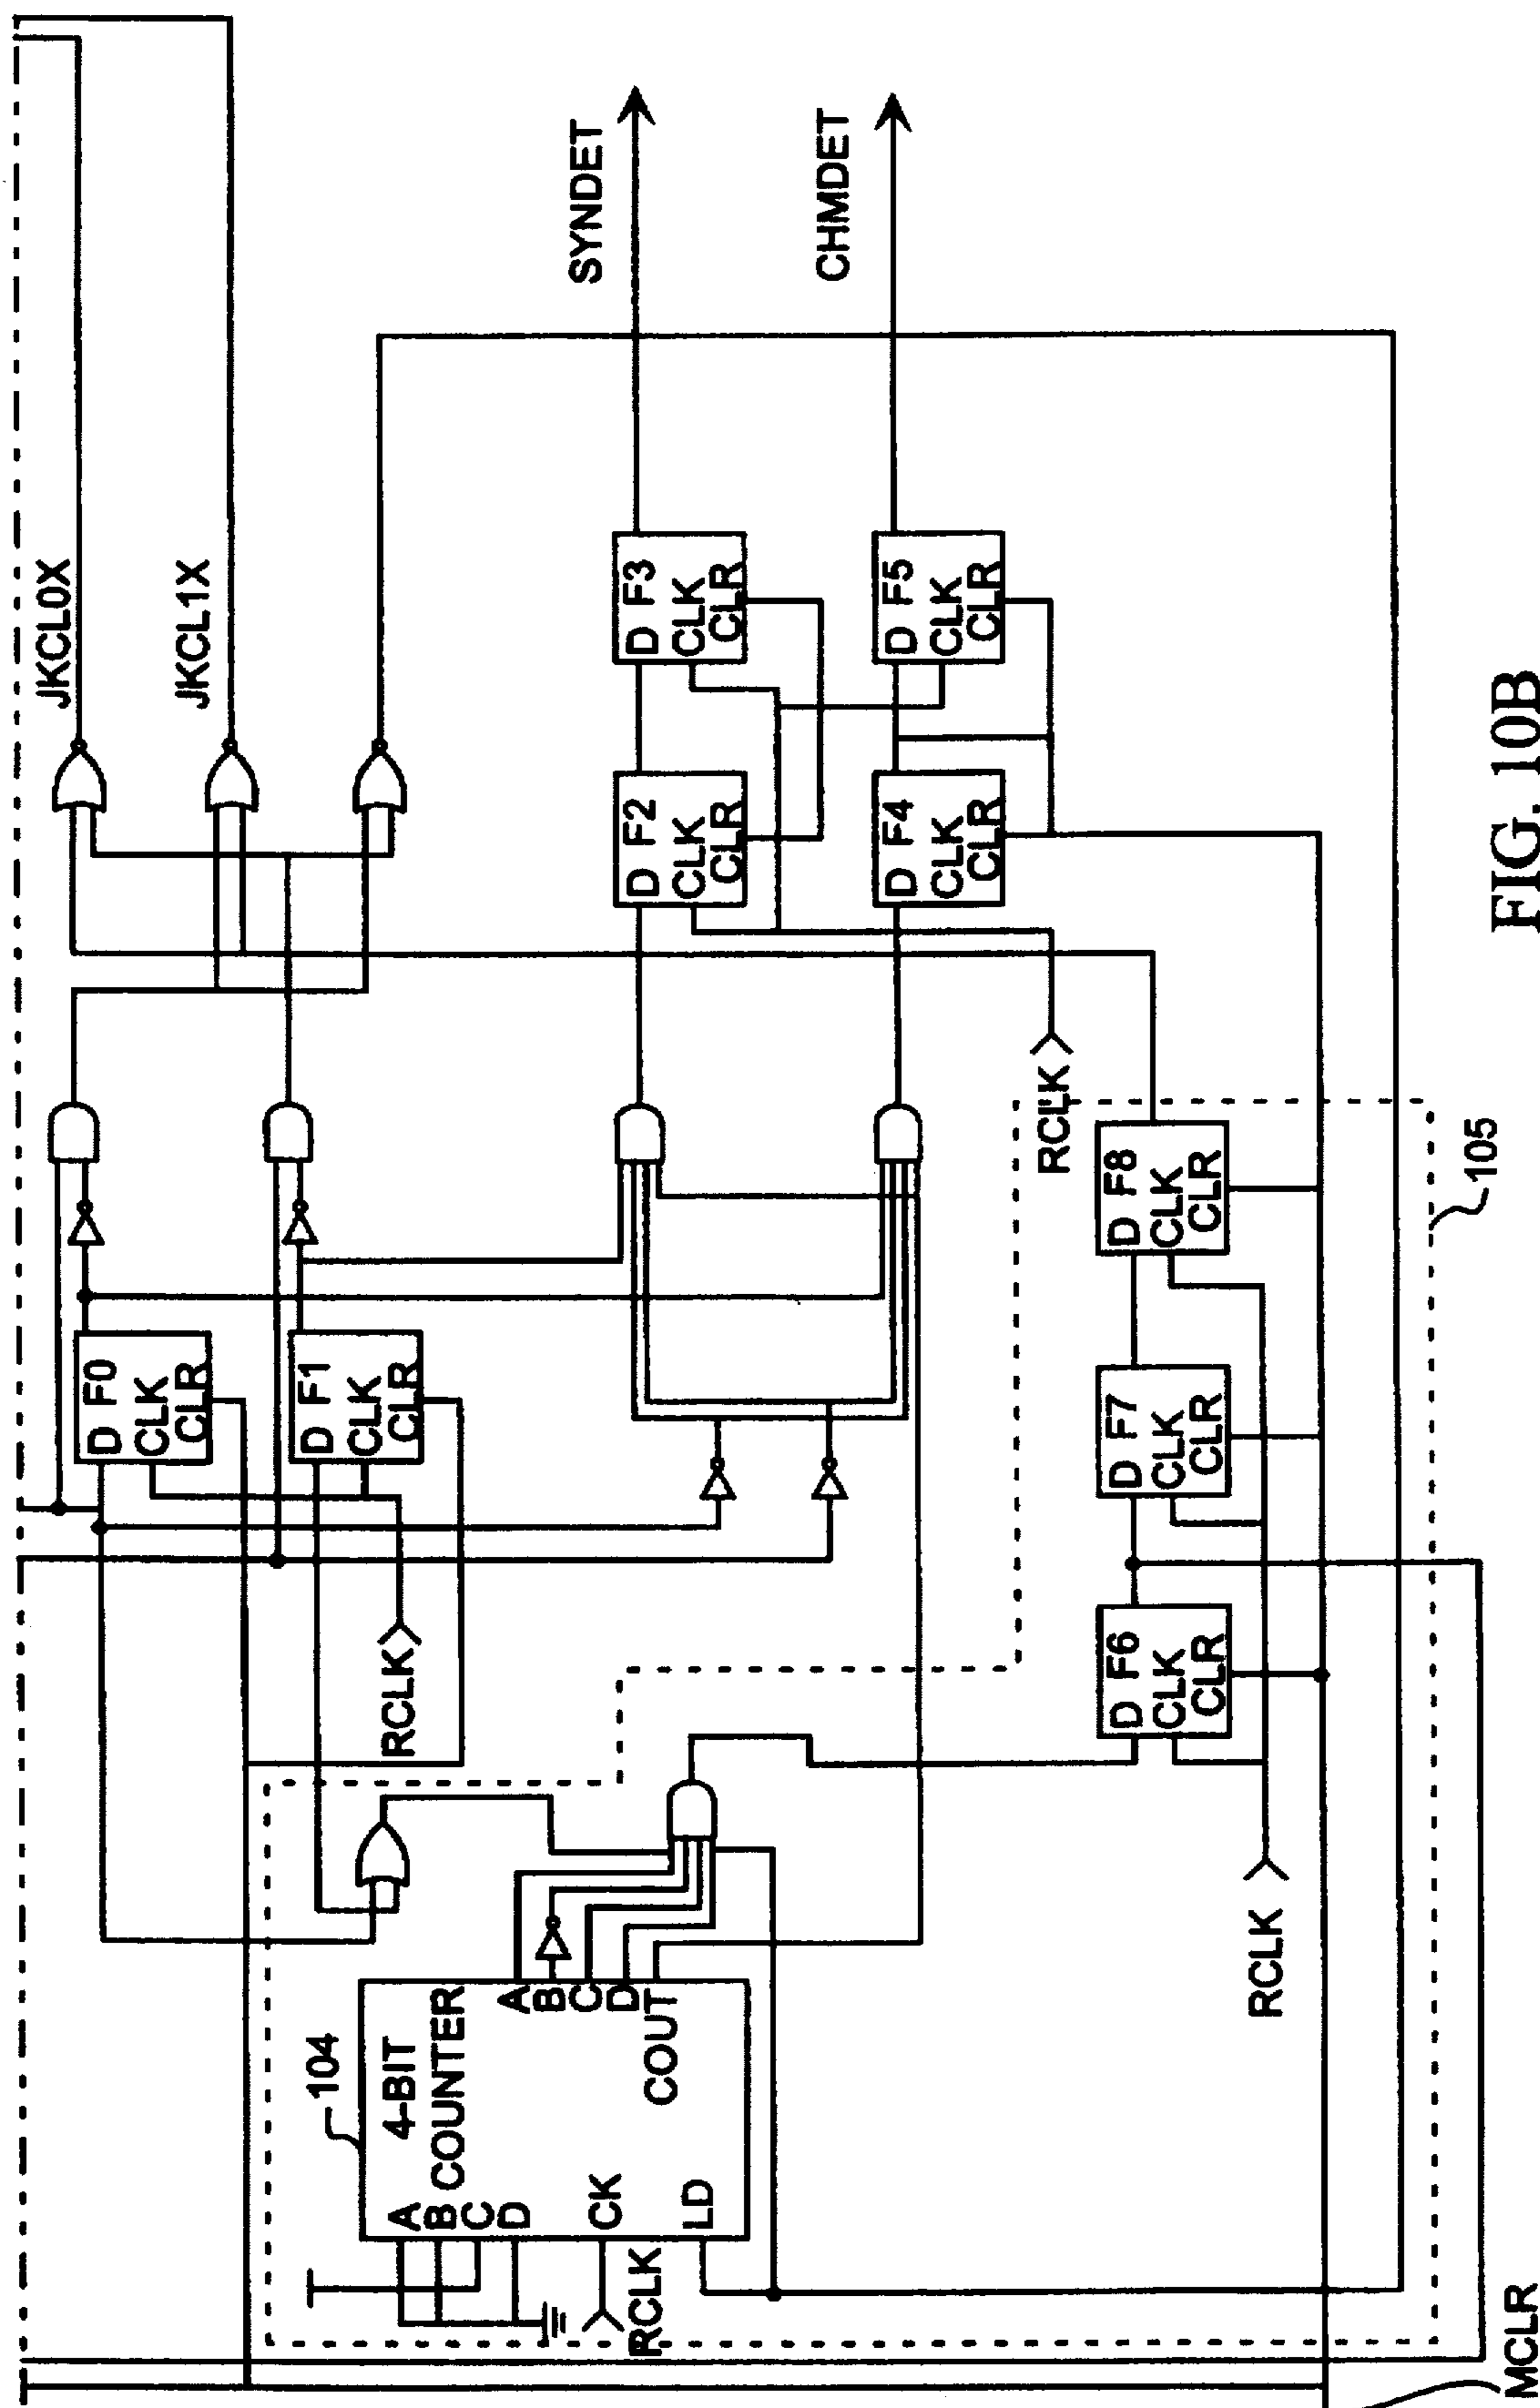 JKCL0X
JKCL1X
SYNDET
CHMDET
D F0
CLK
CLR
D F1
CLK
CLR
RCLK
D F2
CLK
CLR
D F3
CLK
CLR
D F4
CLK
CLR
D F5
CLK
CLR
RCLK
104
4-BIT
COUNTER
A
B
C
D
CK
LD
A
B
C
D
COUT
RCLK
D F6
CLK
CLR
D F7
CLK
CLR
D F8
CLK
CLR
RCLK
105
MCLR
FIG. 10B